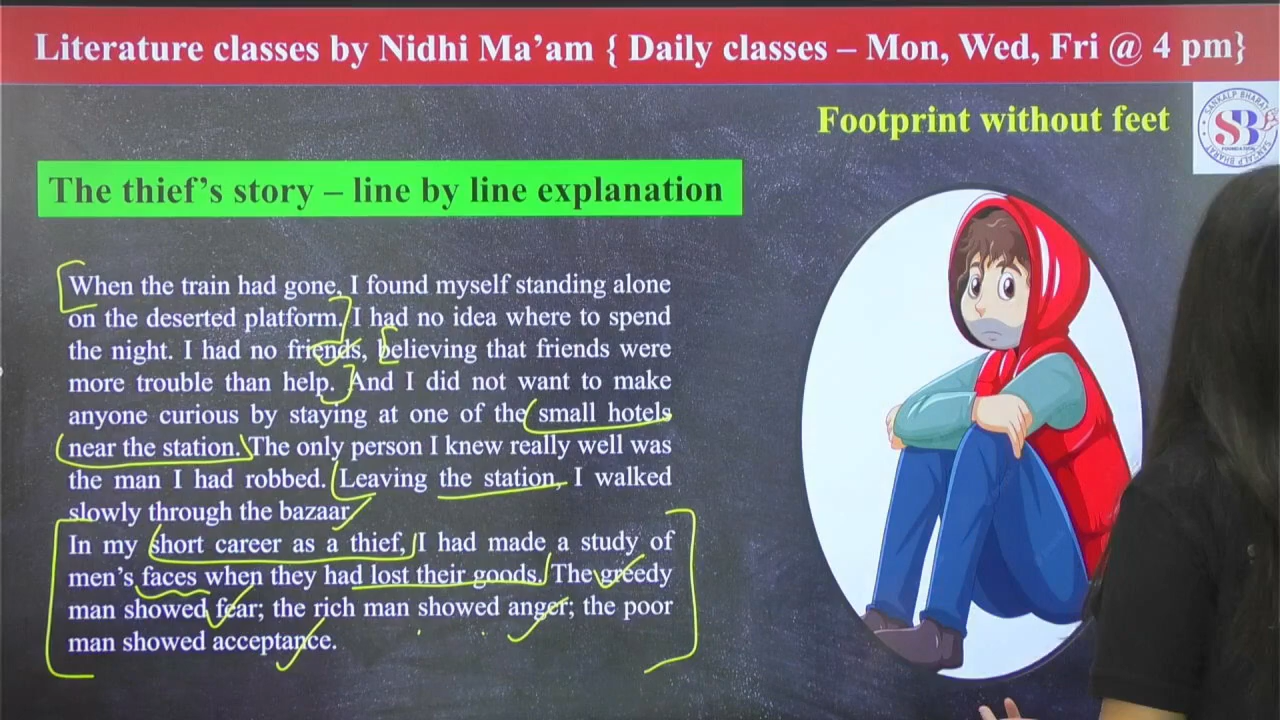 Literature classes by Nidhi Ma’am { Daily classes – Mon, Wed, Fri @ 4 pm}
Footprint without feet
SANKALP BHARAT
SB
FOUNDATION
The thief’s story – line by line explanation
When the train had gone, I found myself standing alone
on the deserted platform. I had no idea where to spend
the night. I had no friends, believing that friends were
more trouble than help. And I did not want to make
anyone curious by staying at one of the small hotels
near the station. The only person I knew really well was
the man I had robbed. Leaving the station, I walked
slowly through the bazaar
In my short career as a thief, I had made a study of
men’s faces when they had lost their goods. The greedy
man showed fear; the rich man showed anger; the poor
man showed acceptance.